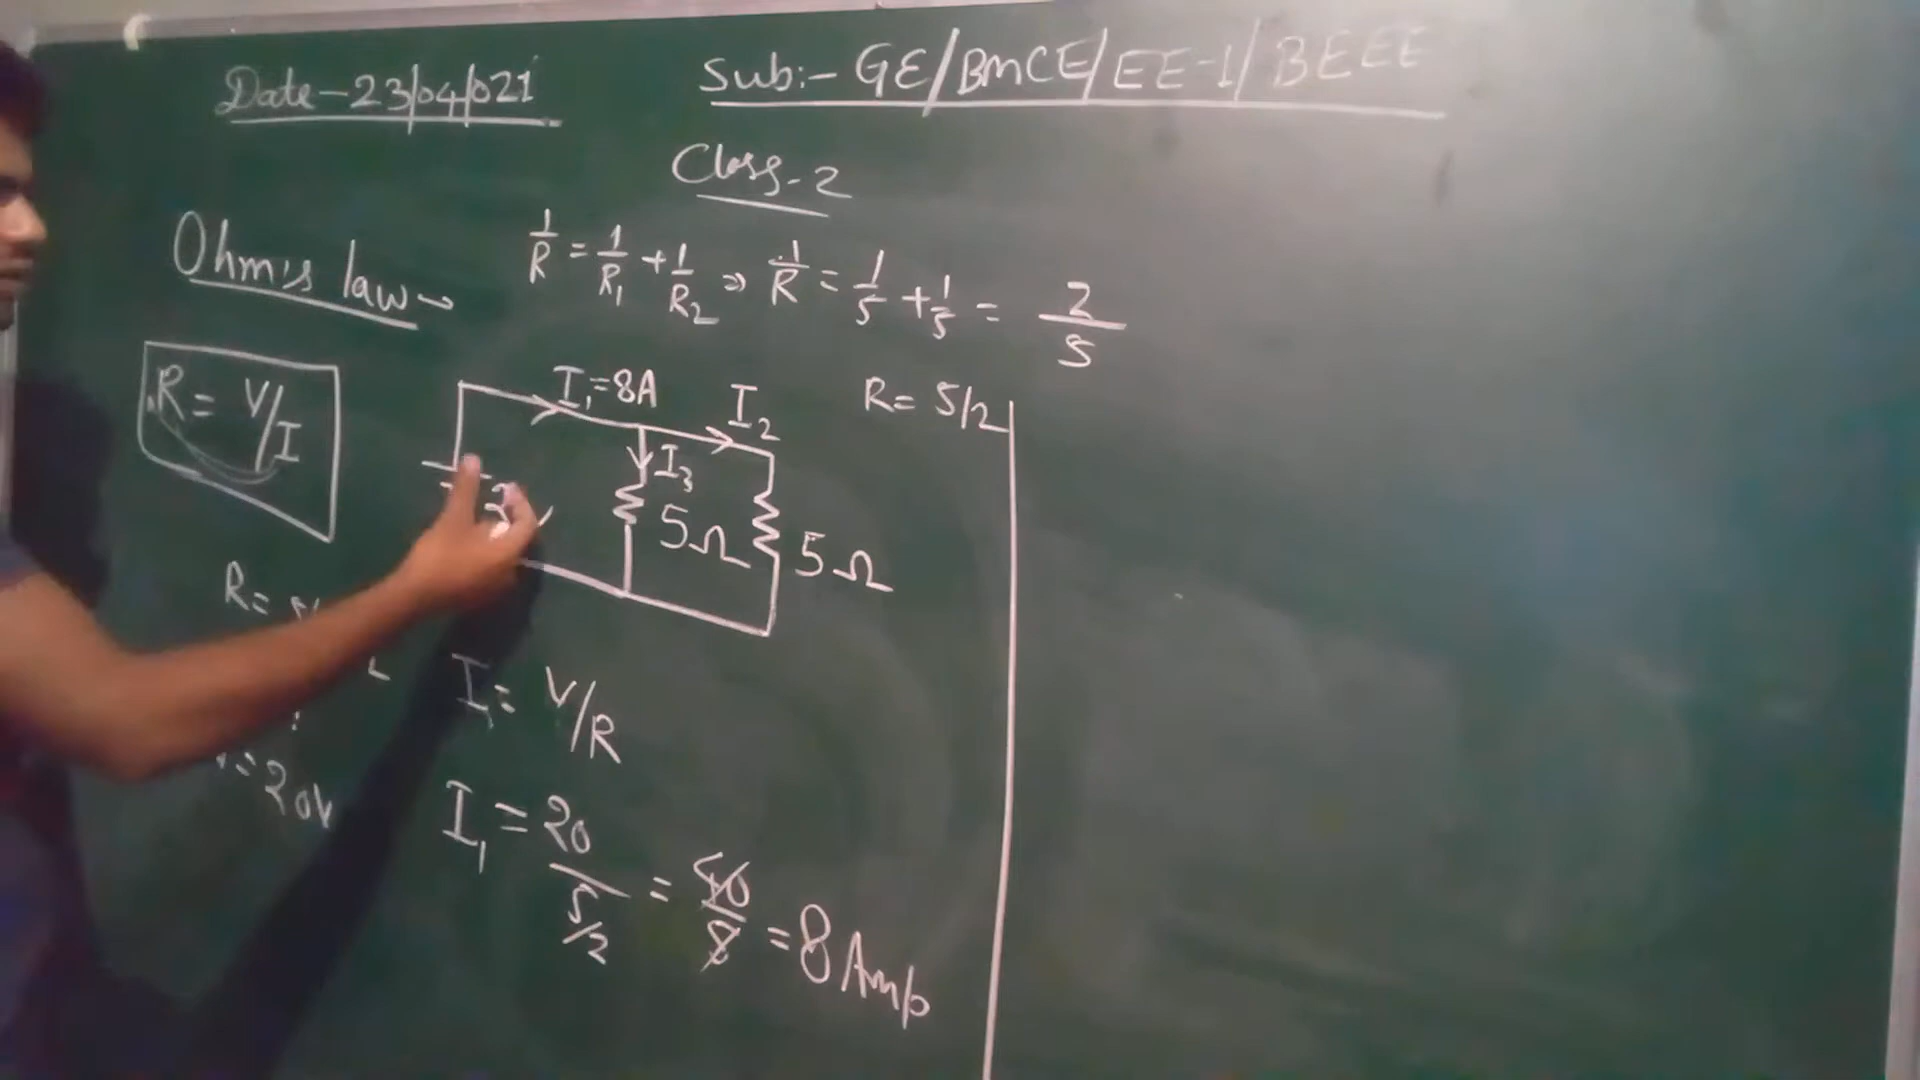 Date-23/04/021
Sub:- GE/BMCE/EE-1/BEEE
Class-2
Ohm's law
1/R = 1/R₁ + 1/R₂ ⇒ 1/R = 1/5 + 1/5 = 2/5
R = 5/2
R = V/I
I₁=8A
I₂
I₃
5Ω
5Ω
R=
I₁ = V/R
=20V
I₁ = 20/5/2 = 40/5 = 8 Amp